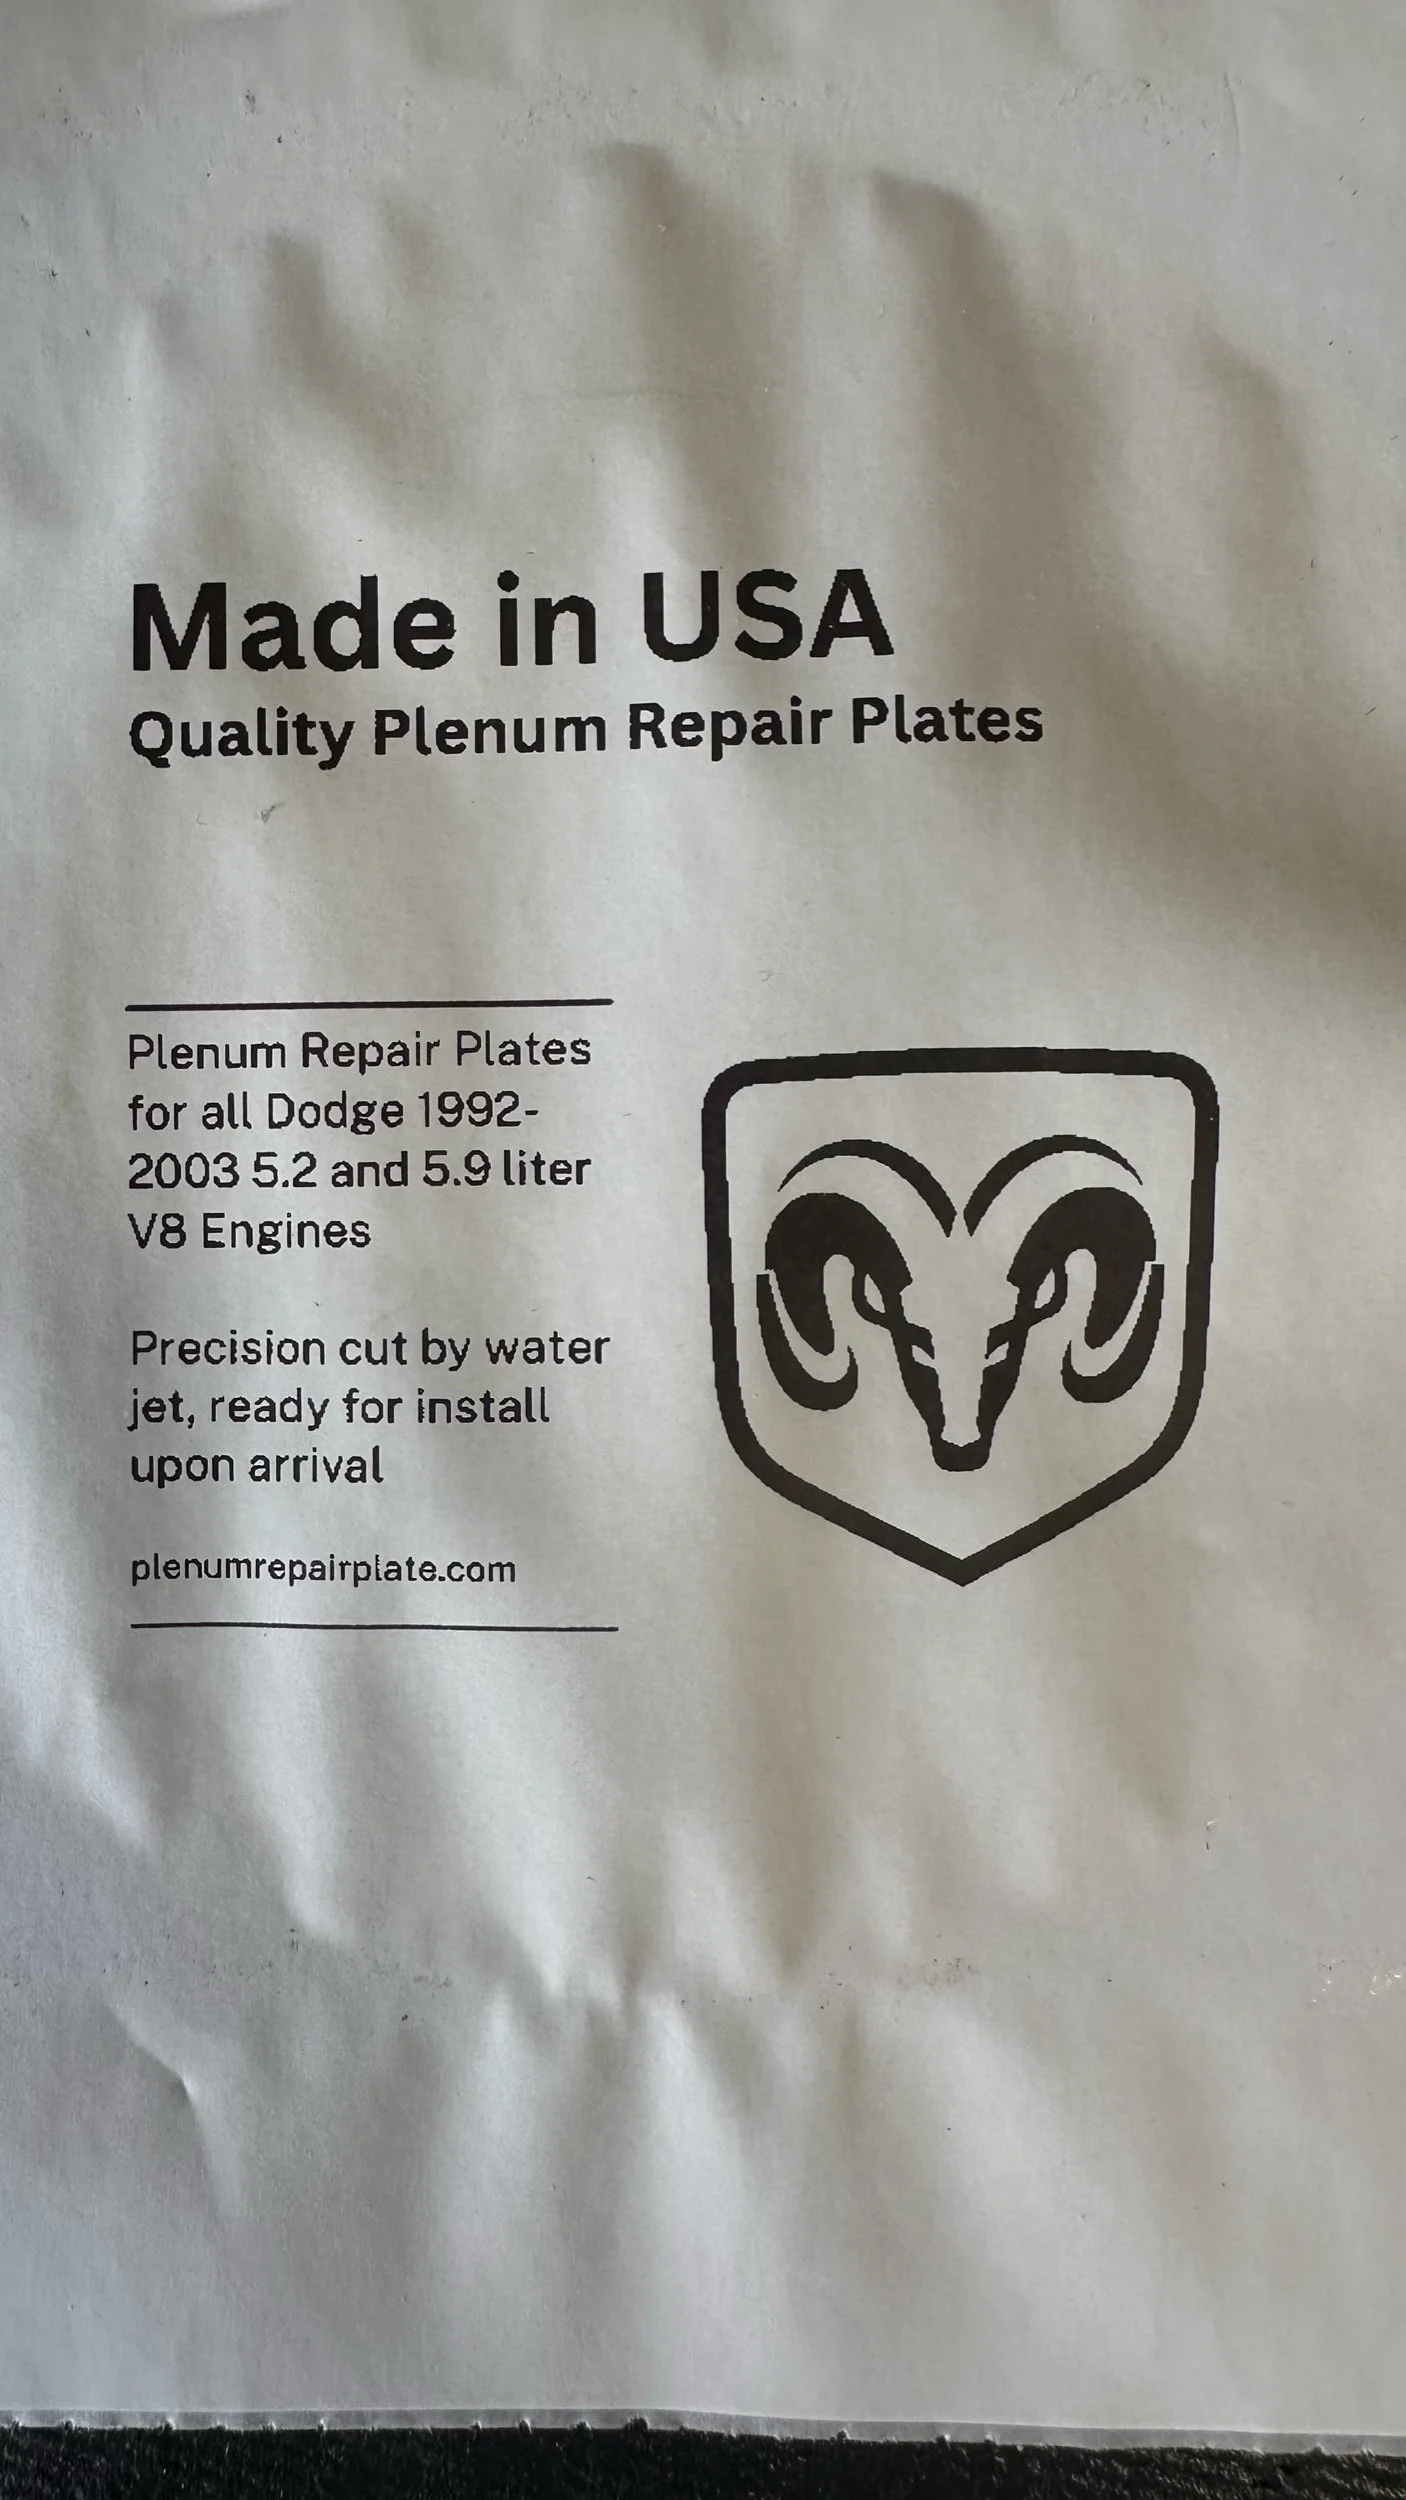 Made in USA
Quality Plenum Repair Plates
Plenum Repair Plates
for all Dodge 1992-
2003 5.2 and 5.9 liter
V8 Engines
Precision cut by water
jet, ready for install
upon arrival
plenumrepairplate.com